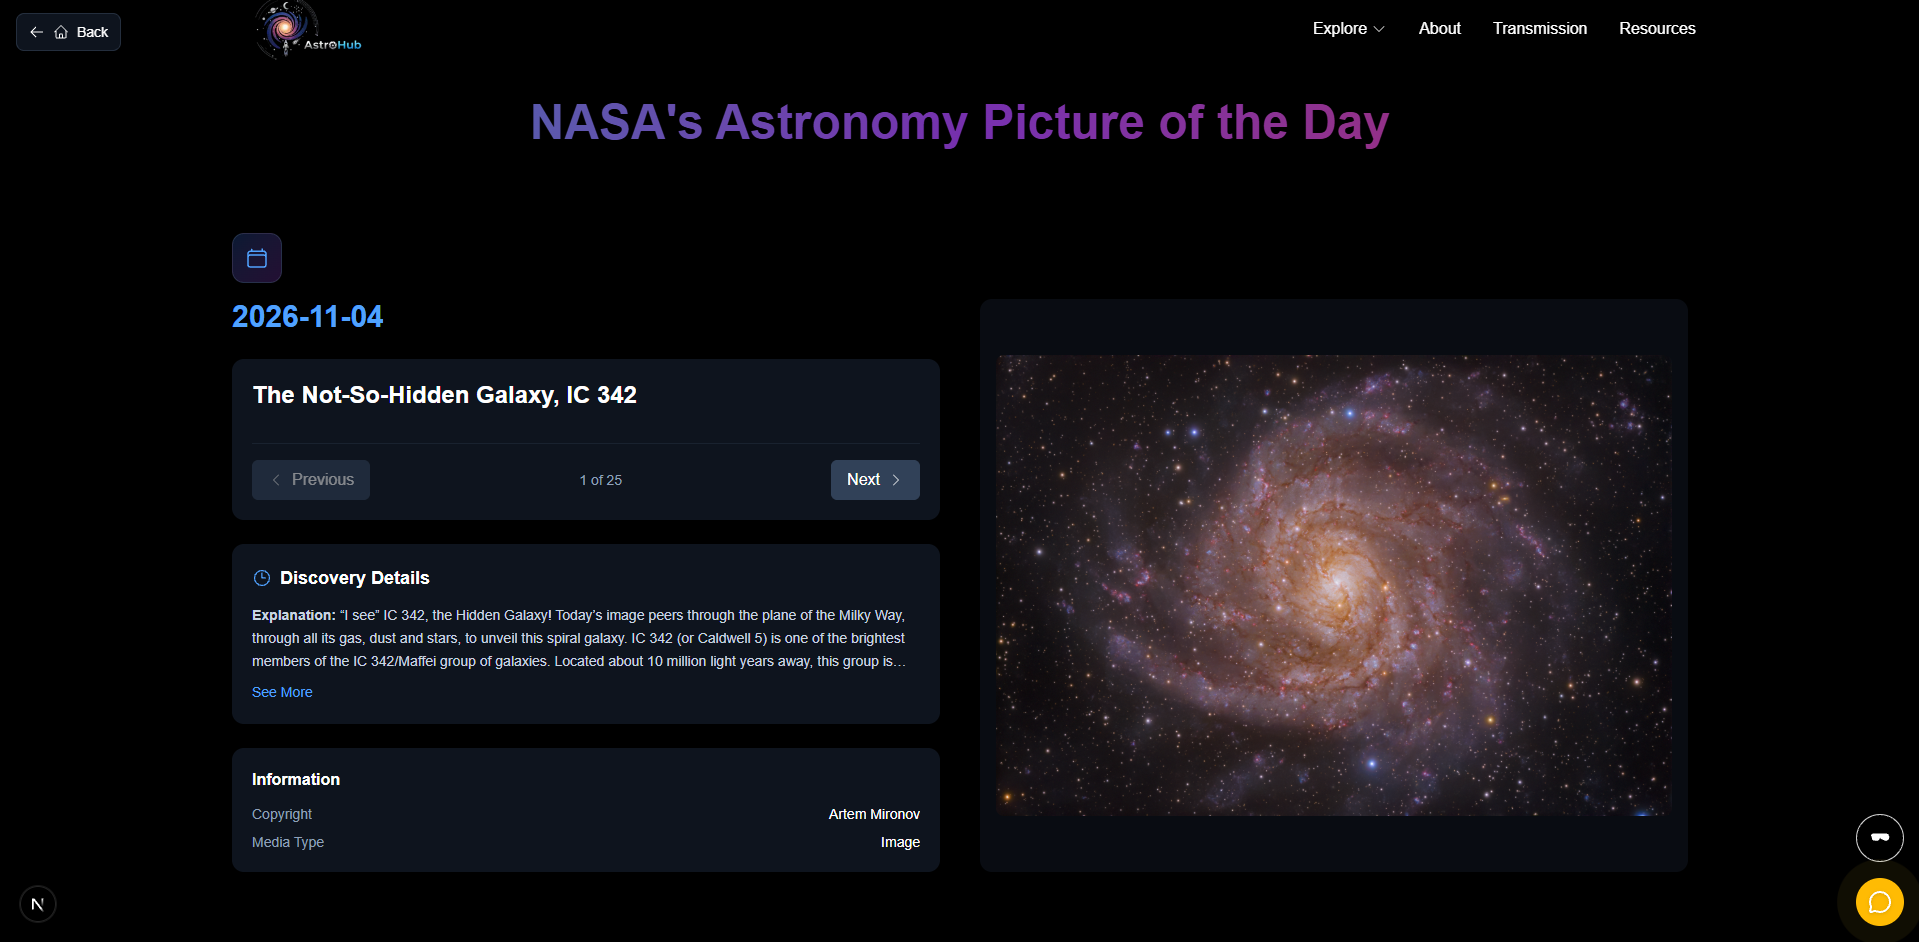 Back
AstrOHub
Explore
About
Transmission
Resources
NASA's Astronomy Picture of the Day
2026-11-04
The Not-So-Hidden Galaxy, IC 342
Previous
1 of 25
Next
Discovery Details
Explanation: “I see” IC 342, the Hidden Galaxy! Today’s image peers through the plane of the Milky Way,
through all its gas, dust and stars, to unveil this spiral galaxy. IC 342 (or Caldwell 5) is one of the brightest
members of the IC 342/Maffei group of galaxies. Located about 10 million light years away, this group is…
See More
Information
Copyright
Artem Mironov
Media Type
Image
N